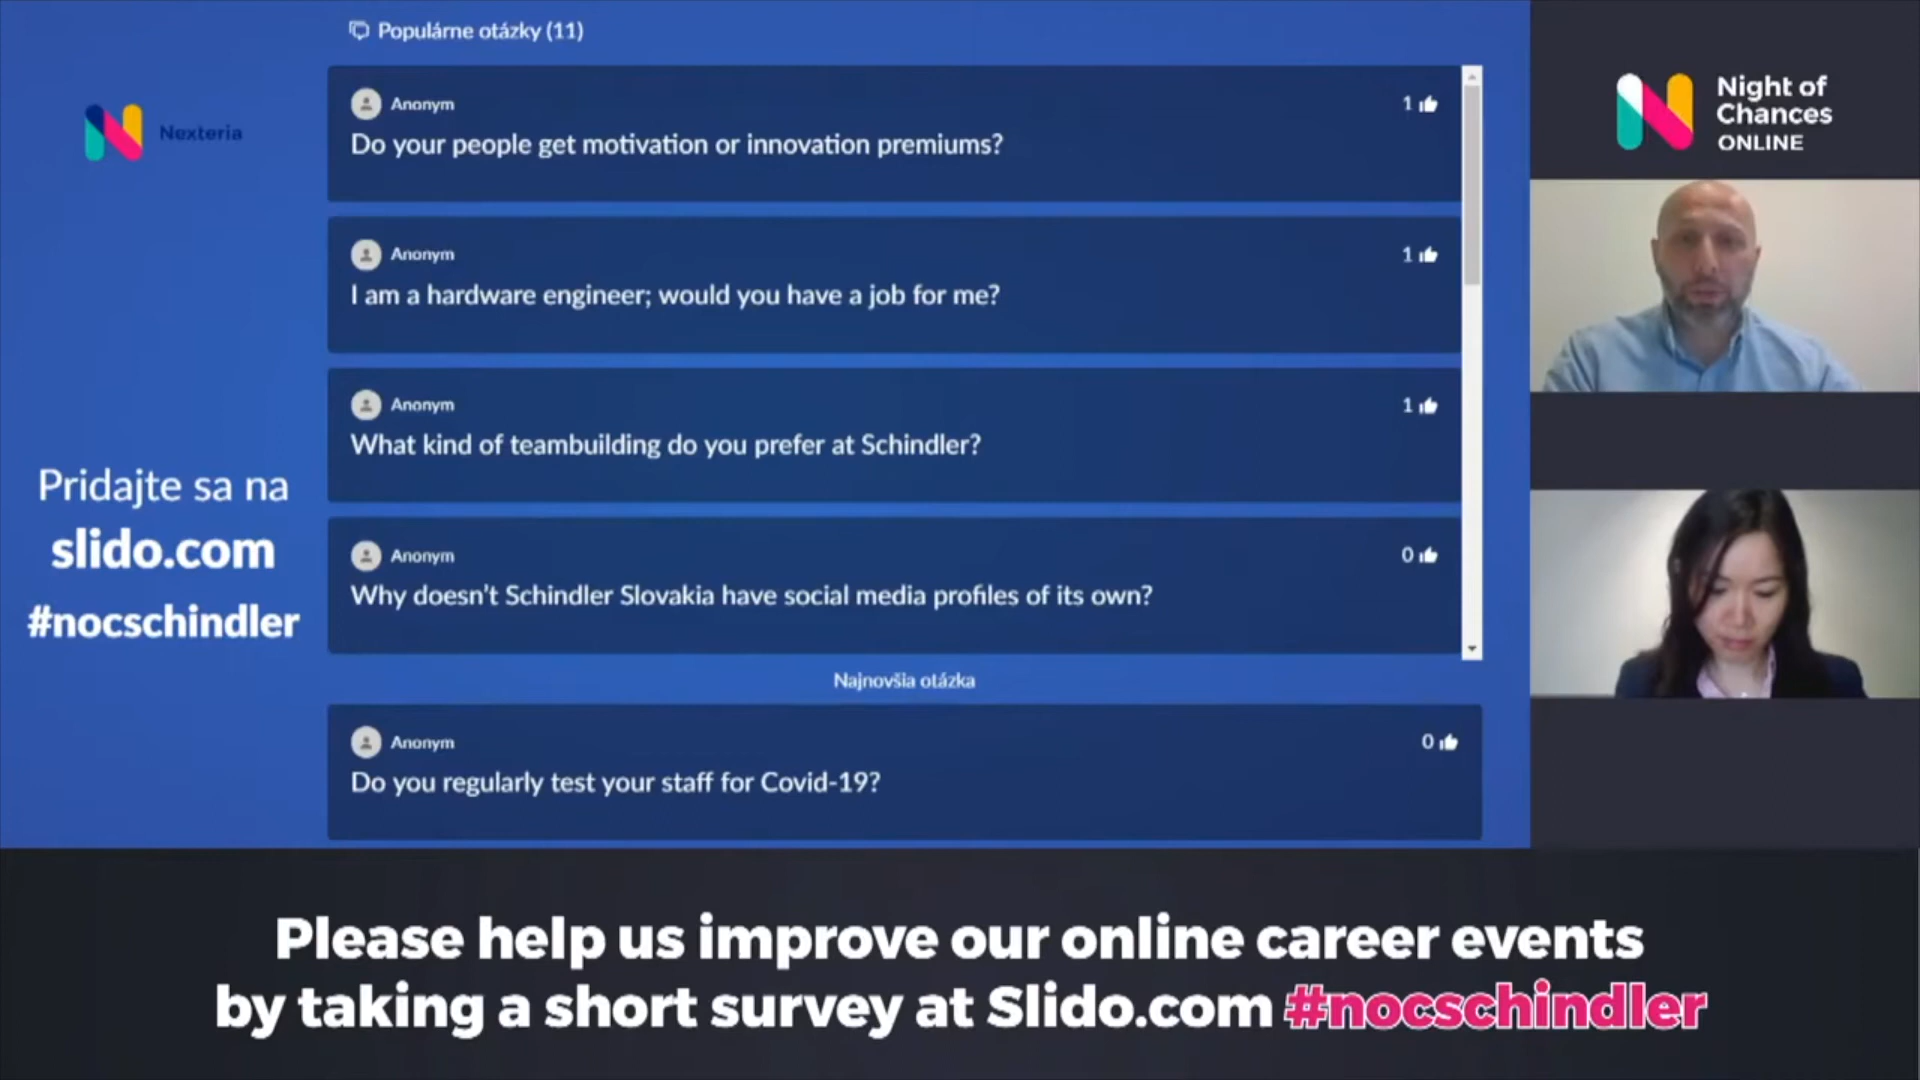 Populárne otázky (11)
Nexteria
Anonym
1
Do your people get motivation or innovation premiums?
Anonym
1
I am a hardware engineer; would you have a job for me?
Anonym
1
What kind of teambuilding do you prefer at Schindler?
Anonym
0
Why doesn't Schindler Slovakia have social media profiles of its own?
Najnovšia otázka
Anonym
0
Do you regularly test your staff for Covid-19?
Pridajte sa na
slido.com
#nocschindler
Night of
Chances
ONLINE
Please help us improve our online career events
by taking a short survey at Slido.com #nocschindler